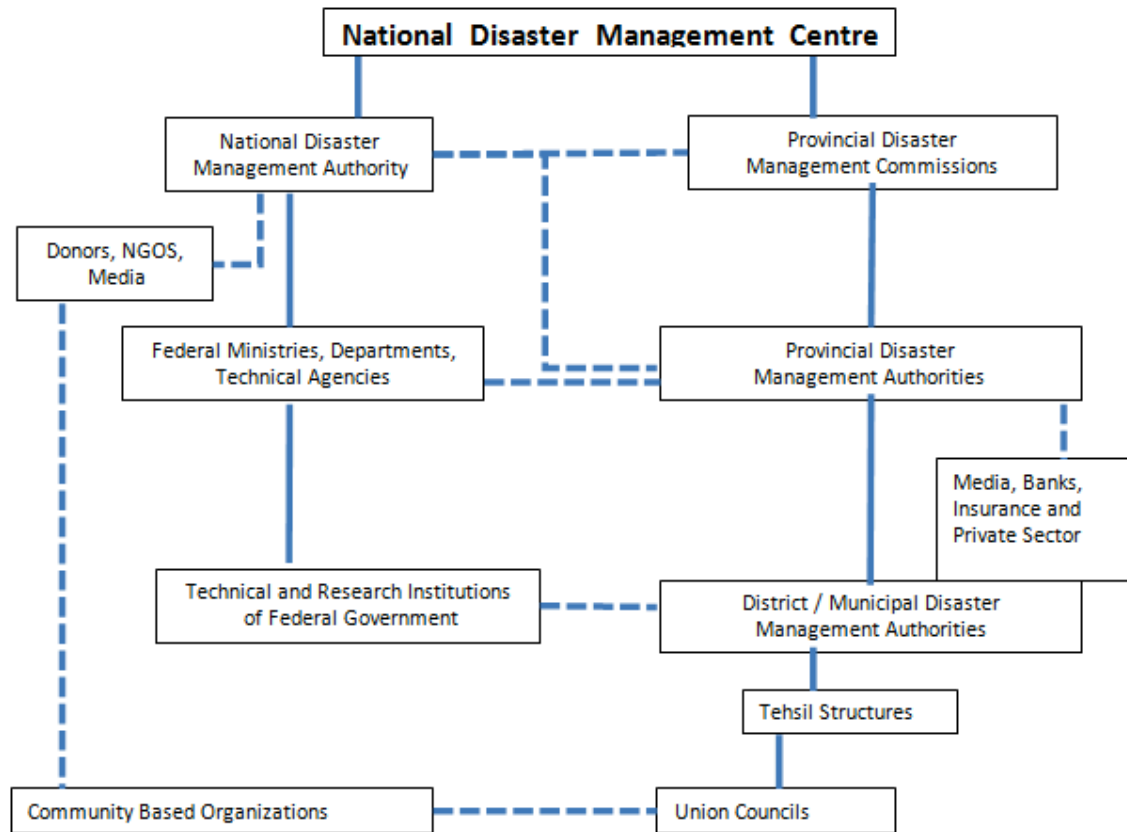 National Disaster Management Centre
National Disaster
Management Authority
Provincial Disaster
Management Commissions
Donors, NGOS,
Media
Federal Ministries, Departments,
Technical Agencies
Provincial Disaster
Management Authorities
Media, Banks,
Insurance and
Private Sector
Technical and Research Institutions
of Federal Government
District / Municipal Disaster
Management Authorities
Tehsil Structures
Community Based Organizations
Union Councils